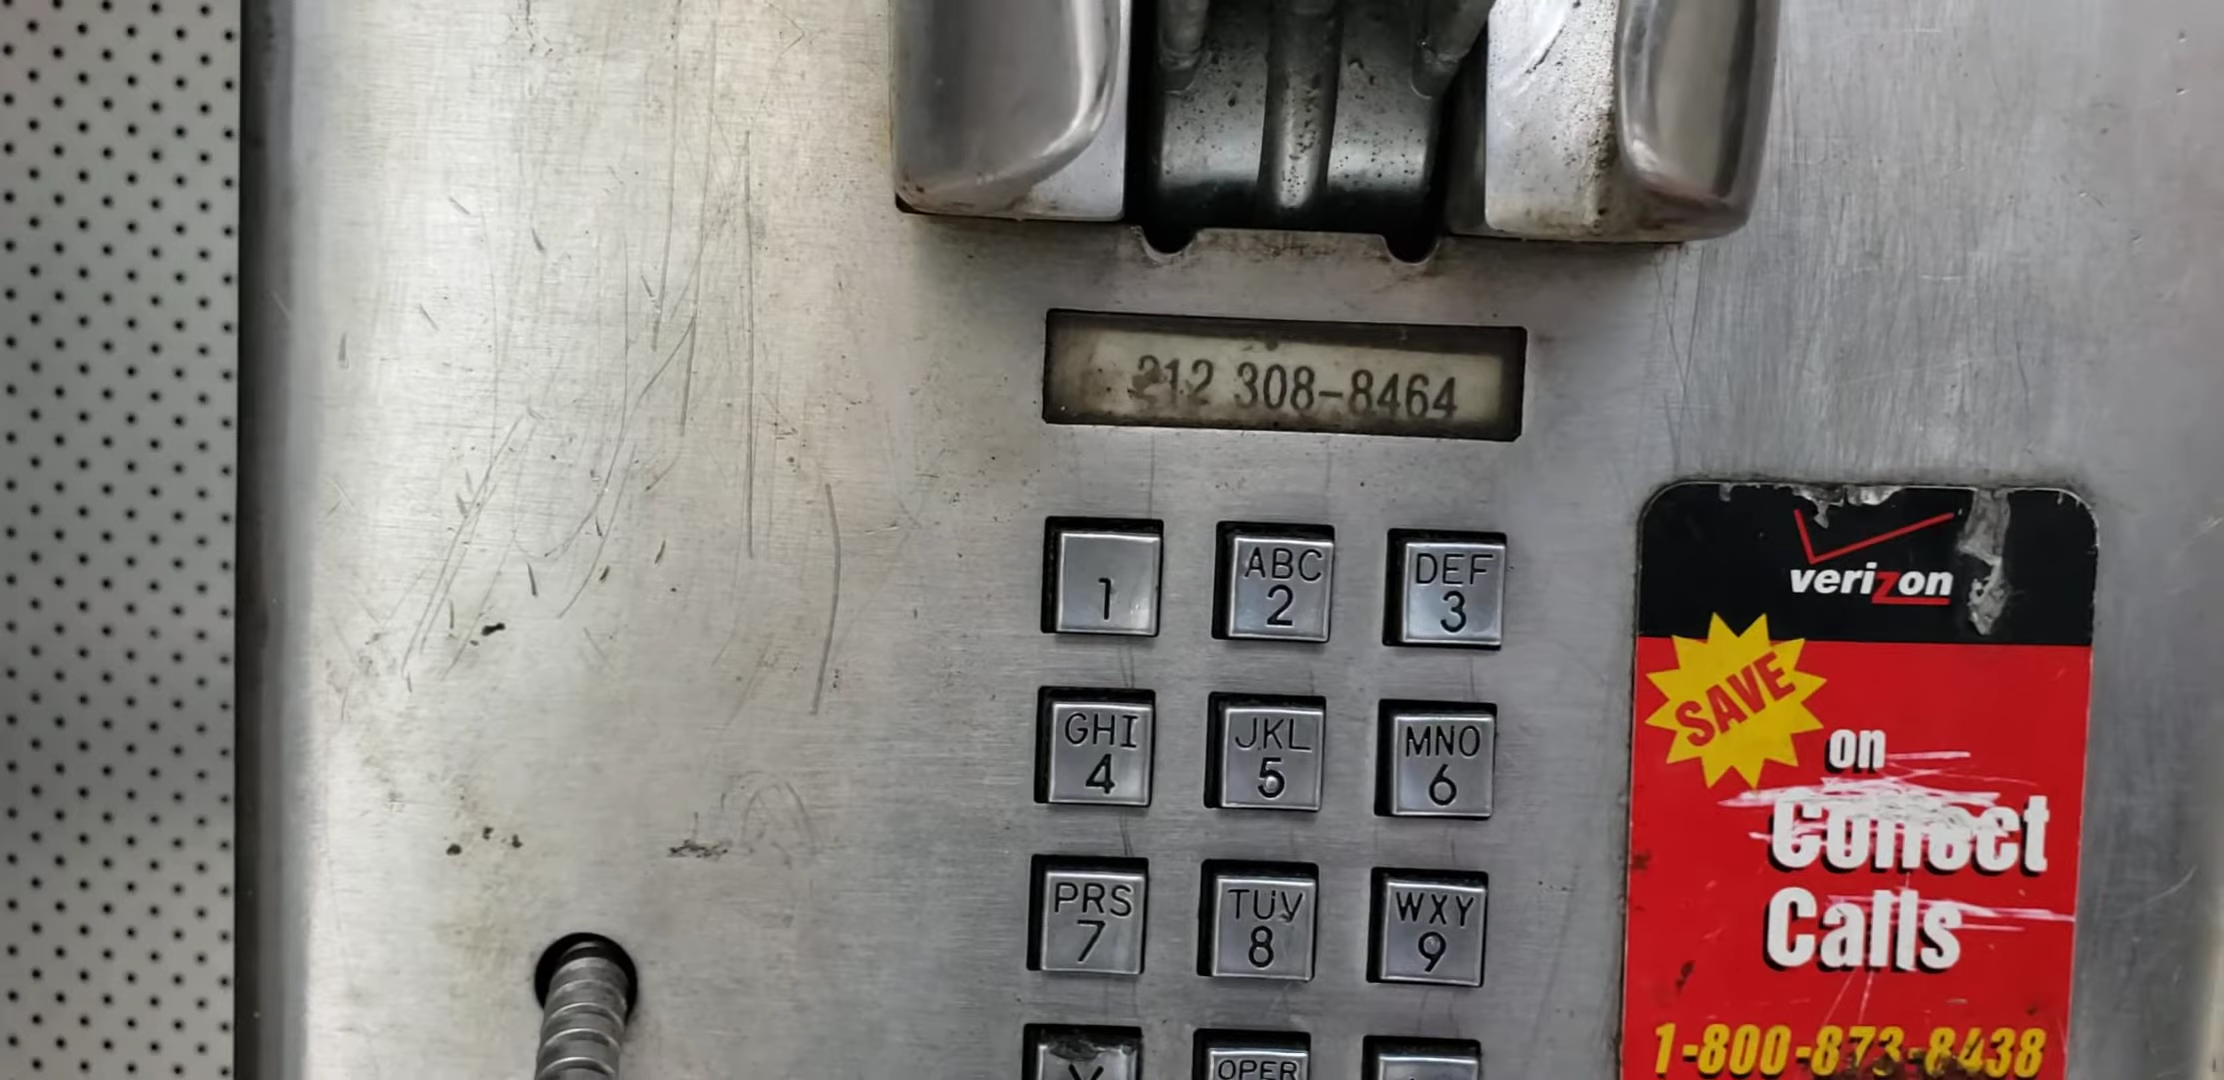 212 308-8464
1
ABC
2
DEF
3
GHI
4
JKL
5
MNO
6
PRS
7
TUV
8
WXY
9
OPER
verizon
SAVE
on
Collect
Calls
1-800-873-8438